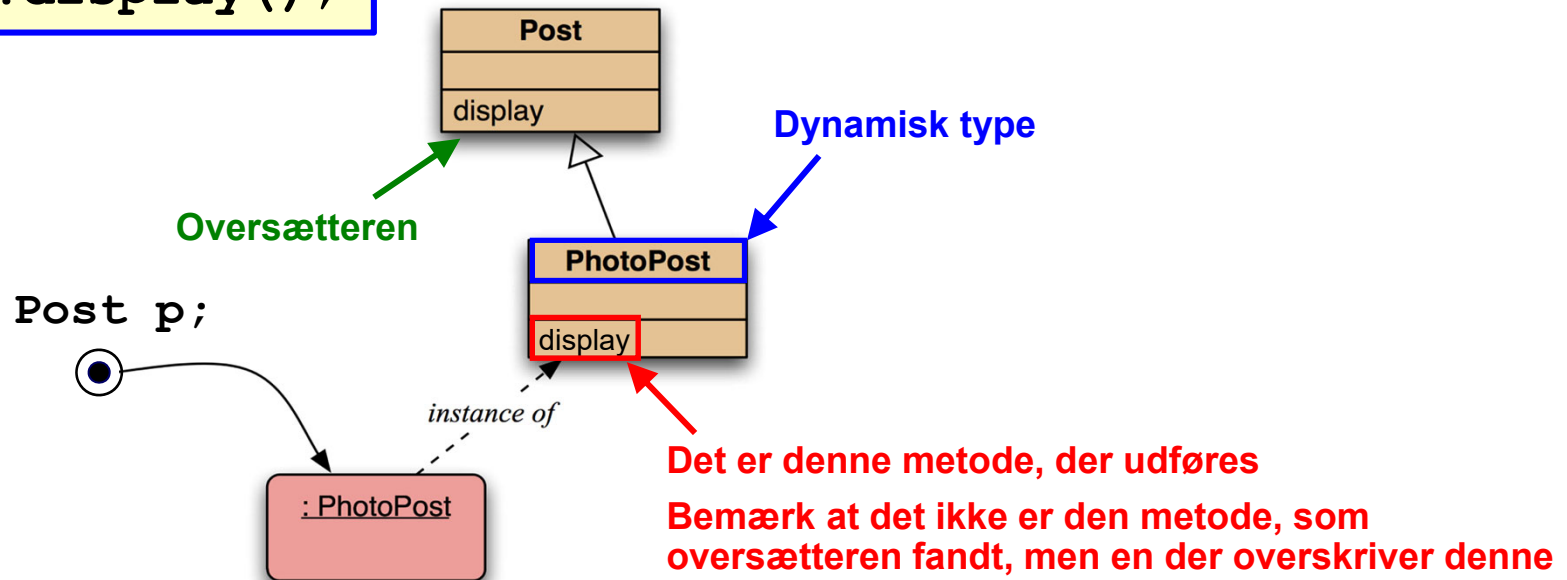 Post
display
Dynamisk type
Oversætteren
PhotoPost
Post p;
display
instance of
: PhotoPost
Det er denne metode, der udføres
Bemærk at det ikke er den metode, som
oversætteren fandt, men en der overskriver denne